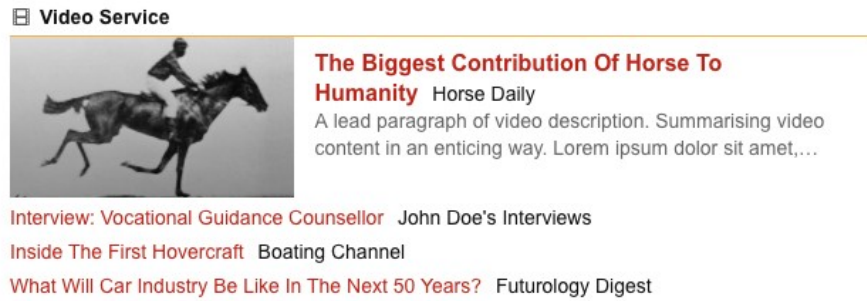 Video Service
The Biggest Contribution Of Horse To
Humanity Horse Daily
A lead paragraph of video description. Summarising video
content in an enticing way. Lorem ipsum dolor sit amet,...
Interview: Vocational Guidance Counsellor John Doe's Interviews
Inside The First Hovercraft Boating Channel
What Will Car Industry Be Like In The Next 50 Years? Futurology Digest